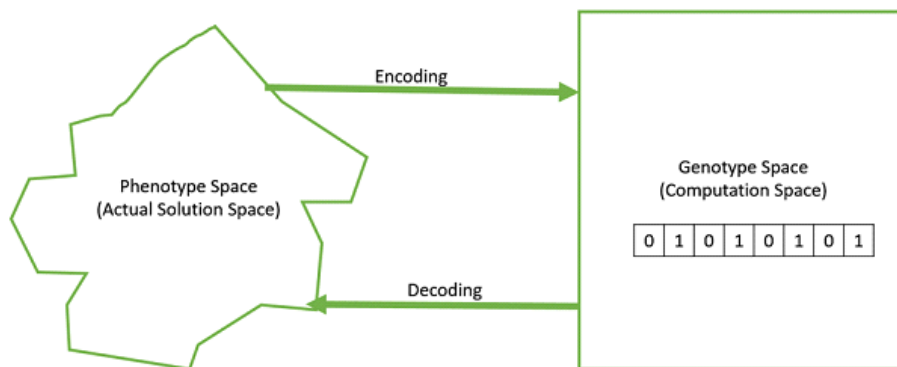 Encoding
Phenotype Space
(Actual Solution Space)
Genotype Space
(Computation Space)
0 1 0 1 0 1 0 1
Decoding